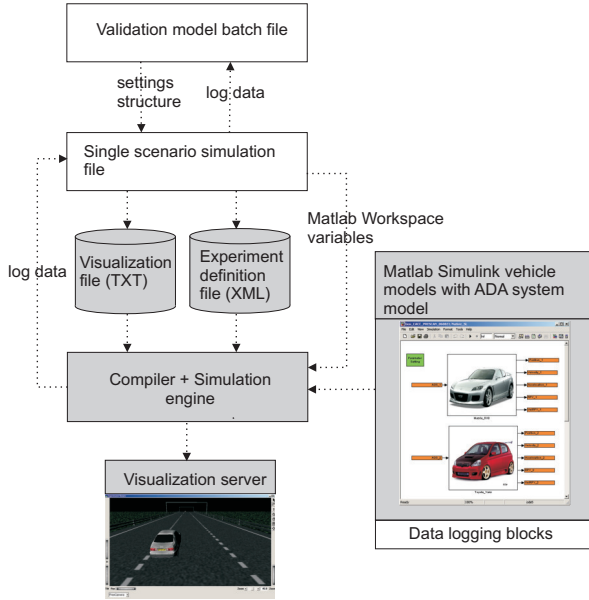 Validation model batch file
settings
structure
log data
Single scenario simulation
file
Matlab Workspace
variables
Visualization
file (TXT)
Experiment
definition
file (XML)
log data
Matlab Simulink vehicle
models with ADA system
model
Compiler + Simulation
engine
Visualization server
Data logging blocks